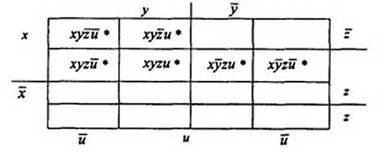 y ȳ
x xyz̄ū * xyz̄u * z̄
xyzū * xyzu * xȳzu * xȳzū *
x̄ z
z
ū u ū